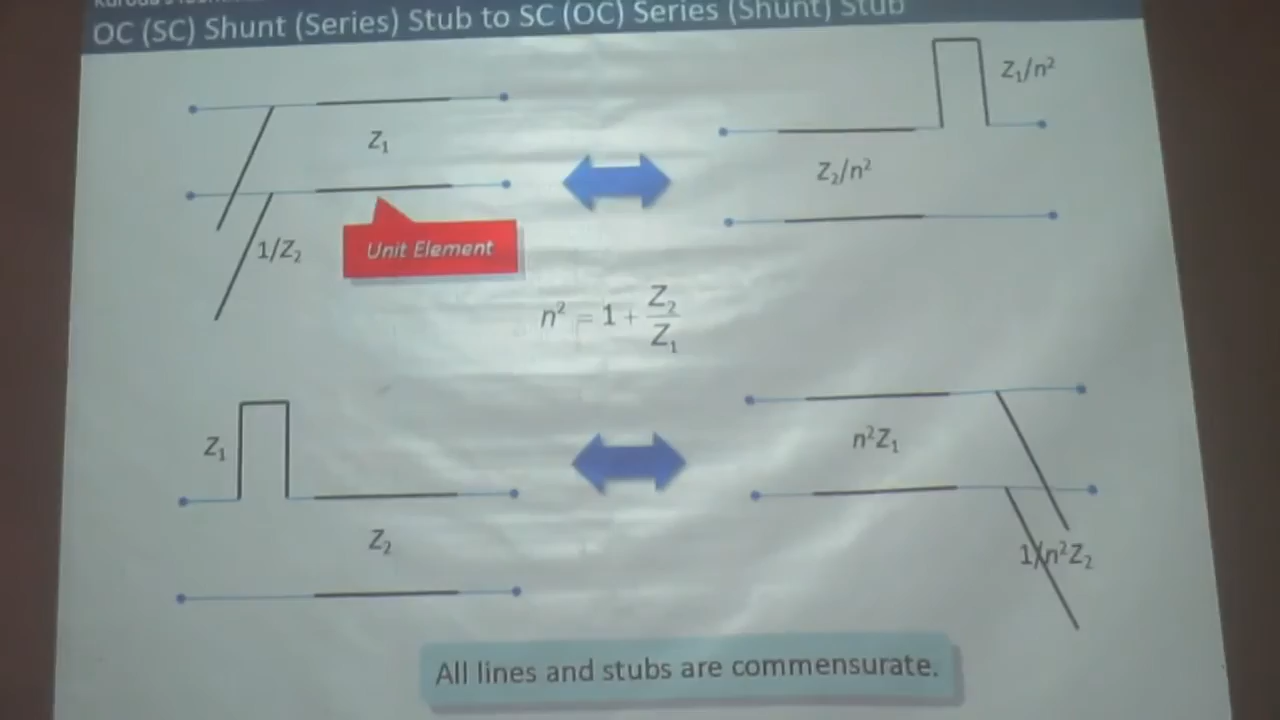 OC (SC) Shunt (Series) Stub to SC (OC) Series (Shunt) Stub
Z₁/n²
Z₁
Z₂/n²
1/Z₂
Unit Element
n² = 1 + Z₂/Z₁
Z₁
n²Z₁
Z₂
1/n²Z₂
All lines and stubs are commensurate.